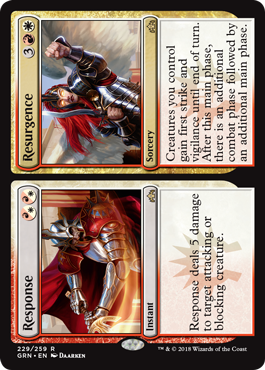 Resurgence 3
Sorcery
Creatures you control
gain first strike and
vigilance until end of turn.
After this main phase,
there is an additional
combat phase followed by
an additional main phase.
Response
Instant
Response deals 5 damage
to target attacking or
blocking creature.
229/259 R
GRN • EN DAARKEN
™ & © 2018 Wizards of the Coast